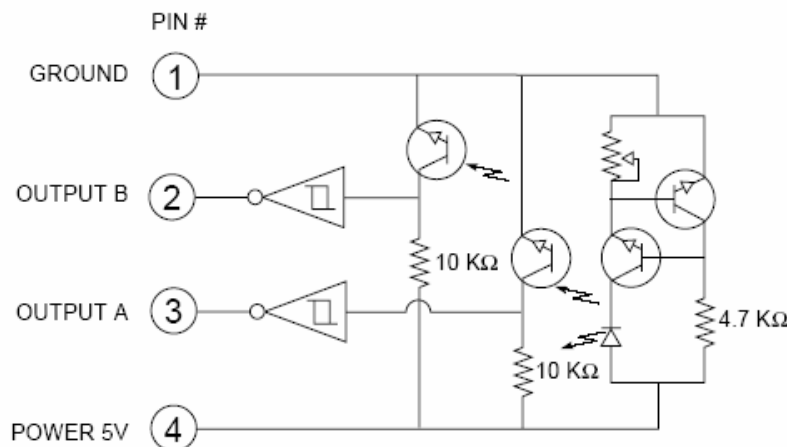 PIN #
GROUND 1
OUTPUT B 2
10 KΩ
OUTPUT A 3
4.7 KΩ
10 KΩ
POWER 5V 4